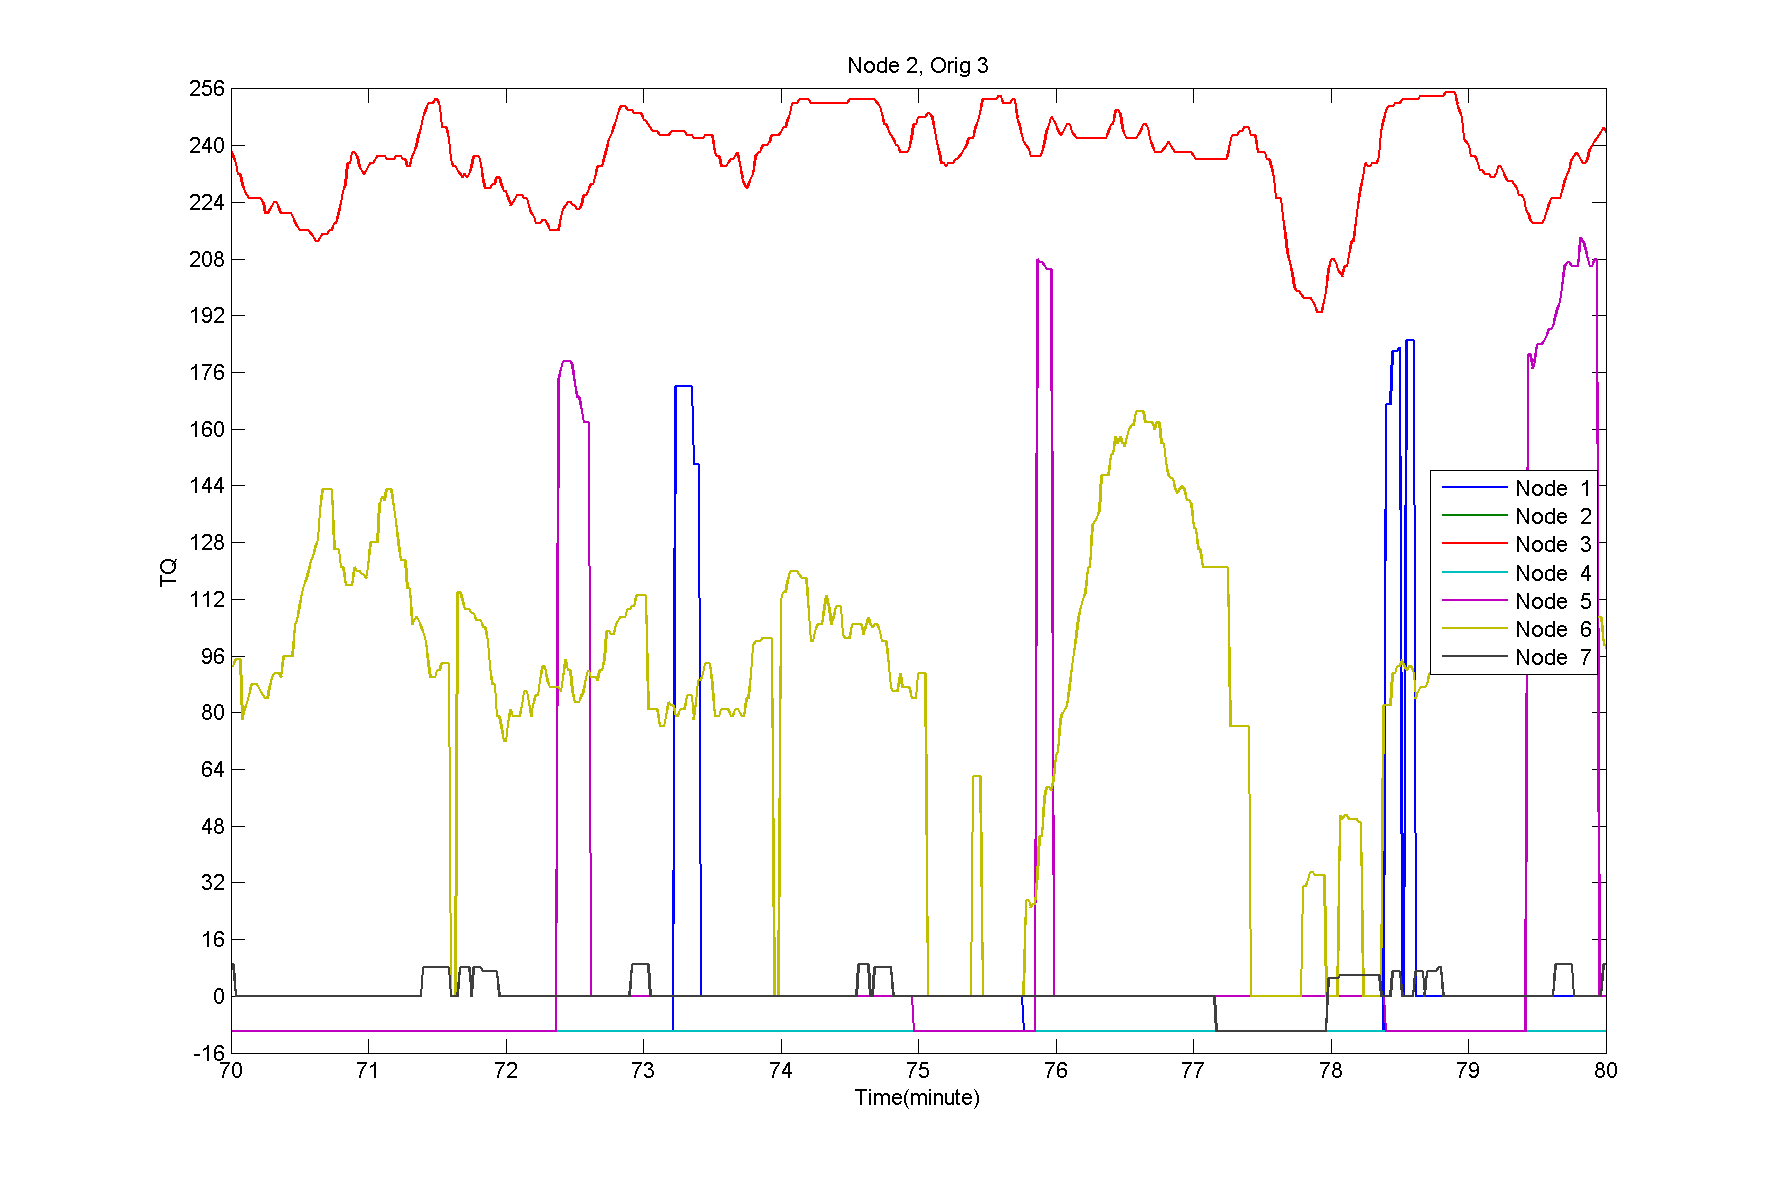 Node 2, Orig 3
256
240
224
208
192
176
160
144
128
112
96
80
64
48
32
16
0
-16
TQ
Node 1
Node 2
Node 3
Node 4
Node 5
Node 6
Node 7
70 71 72 73 74 75 76 77 78 79 80
Time(minute)